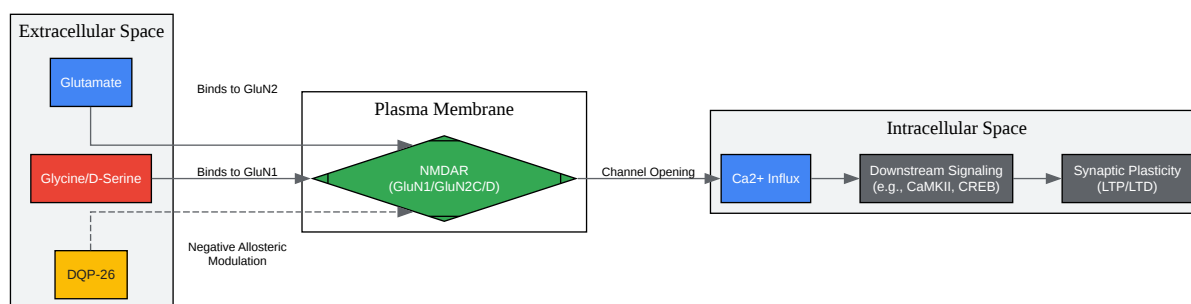 Extracellular Space
Glutamate
Binds to GluN2
Glycine/D-Serine
Binds to GluN1
DQP-26
Negative Allosteric
Modulation
Plasma Membrane
NMDAR
(GluN1/GluN2C/D)
Channel Opening
Intracellular Space
Ca2+ Influx
Downstream Signaling
(e.g., CaMKII, CREB)
Synaptic Plasticity
(LTP/LTD)